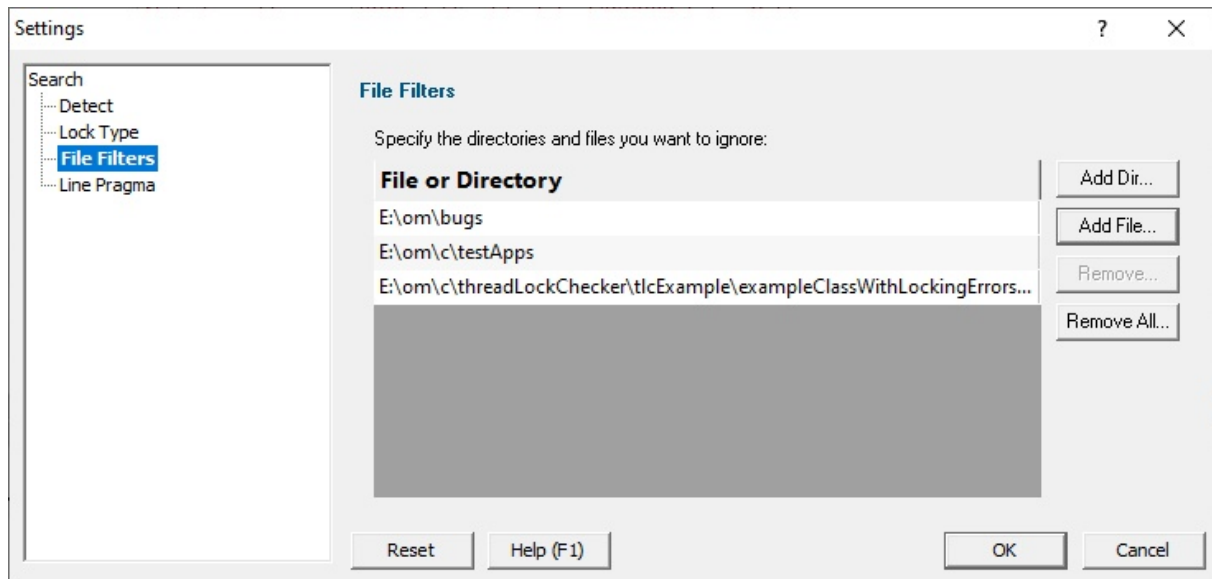 Settings
?
Search
Detect
Lock Type
File Filters
Line Pragma
File Filters
Specify the directories and files you want to ignore:
File or Directory
E:\om\bugs
E:\om\c\testApps
E:\om\c\threadLockChecker\tlcExample\exampleClassWithLockingErrors...
Add Dir...
Add File...
Remove...
Remove All...
Reset
Help (F1)
OK
Cancel